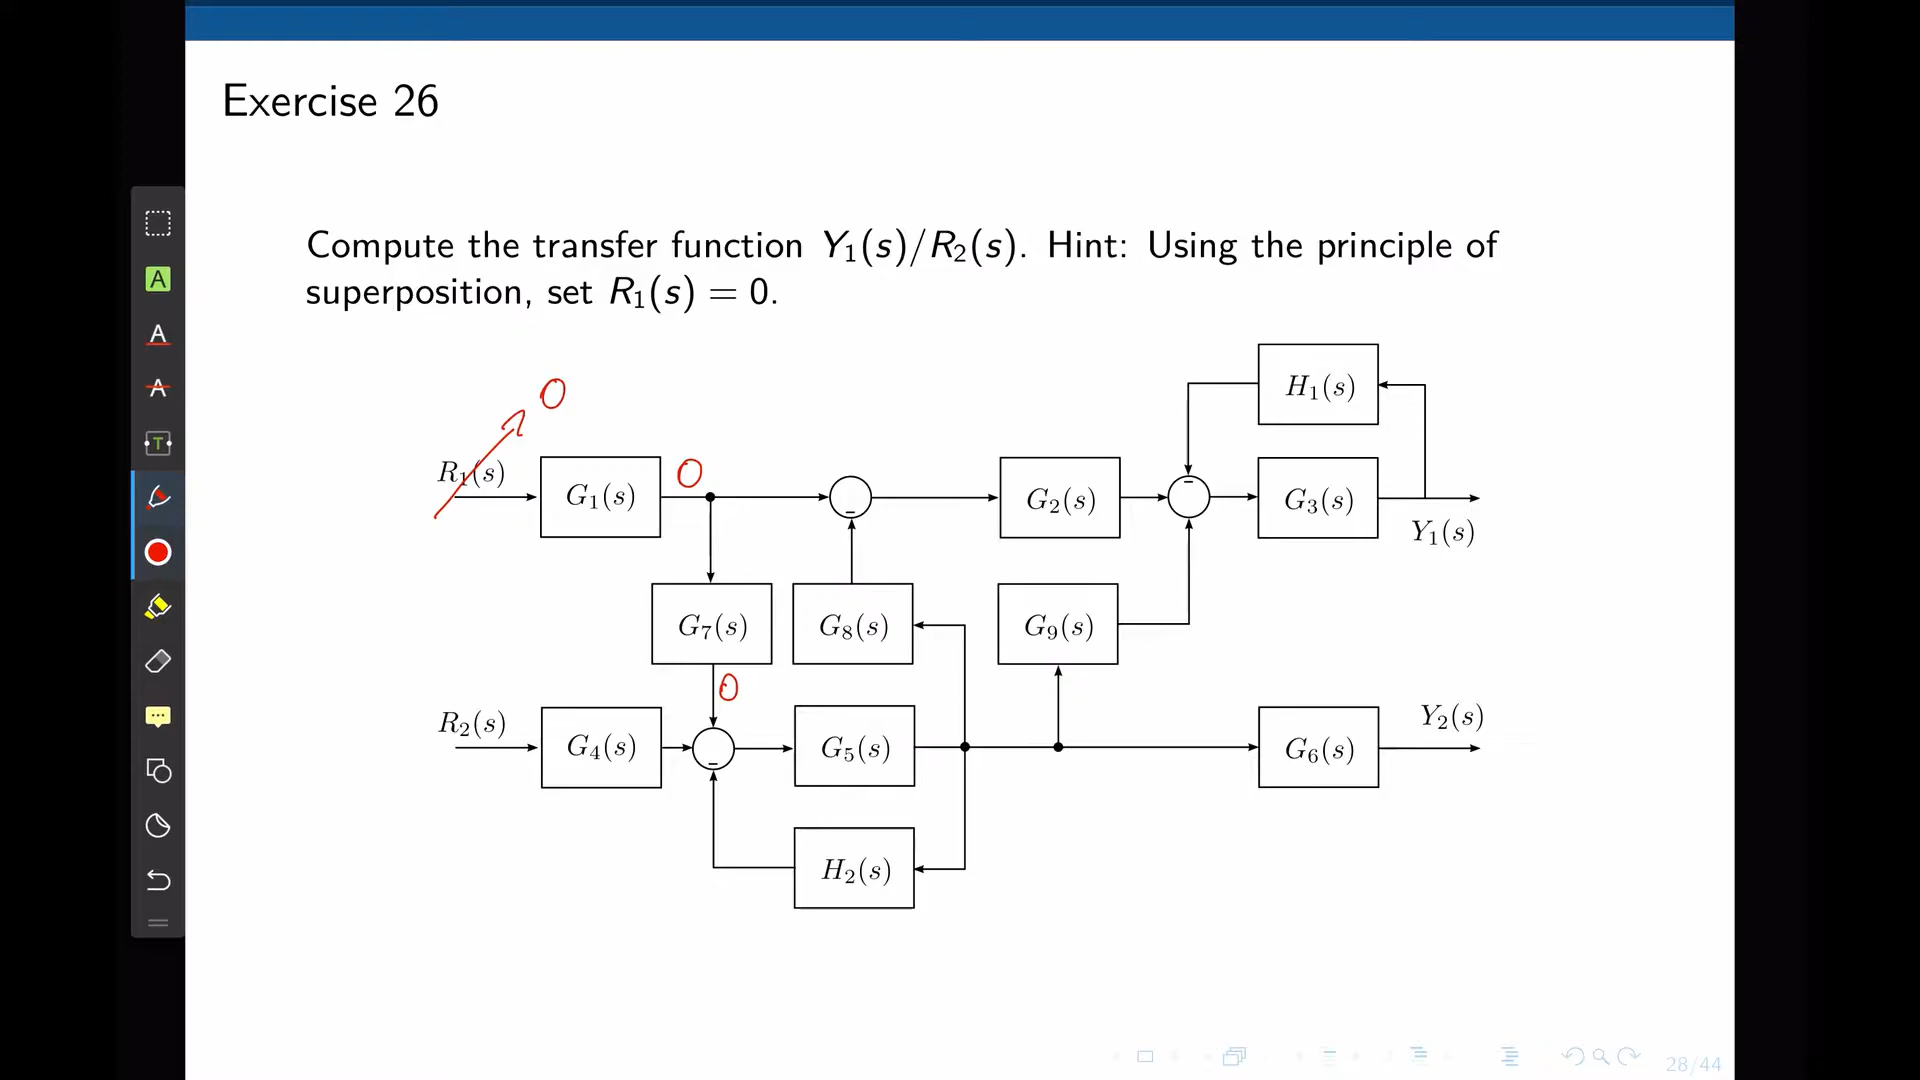 Exercise 26
Compute the transfer function Y₁(s)/R₂(s). Hint: Using the principle of
superposition, set R₁(s) = 0.
0
H₁(s)
R₁(s)
0
G₁(s)
-
G₂(s)
-
G₃(s)
Y₁(s)
G₇(s)
G₈(s)
G₉(s)
0
R₂(s)
G₄(s)
-
G₅(s)
G₆(s)
Y₂(s)
H₂(s)
A
A
A
T
28/44